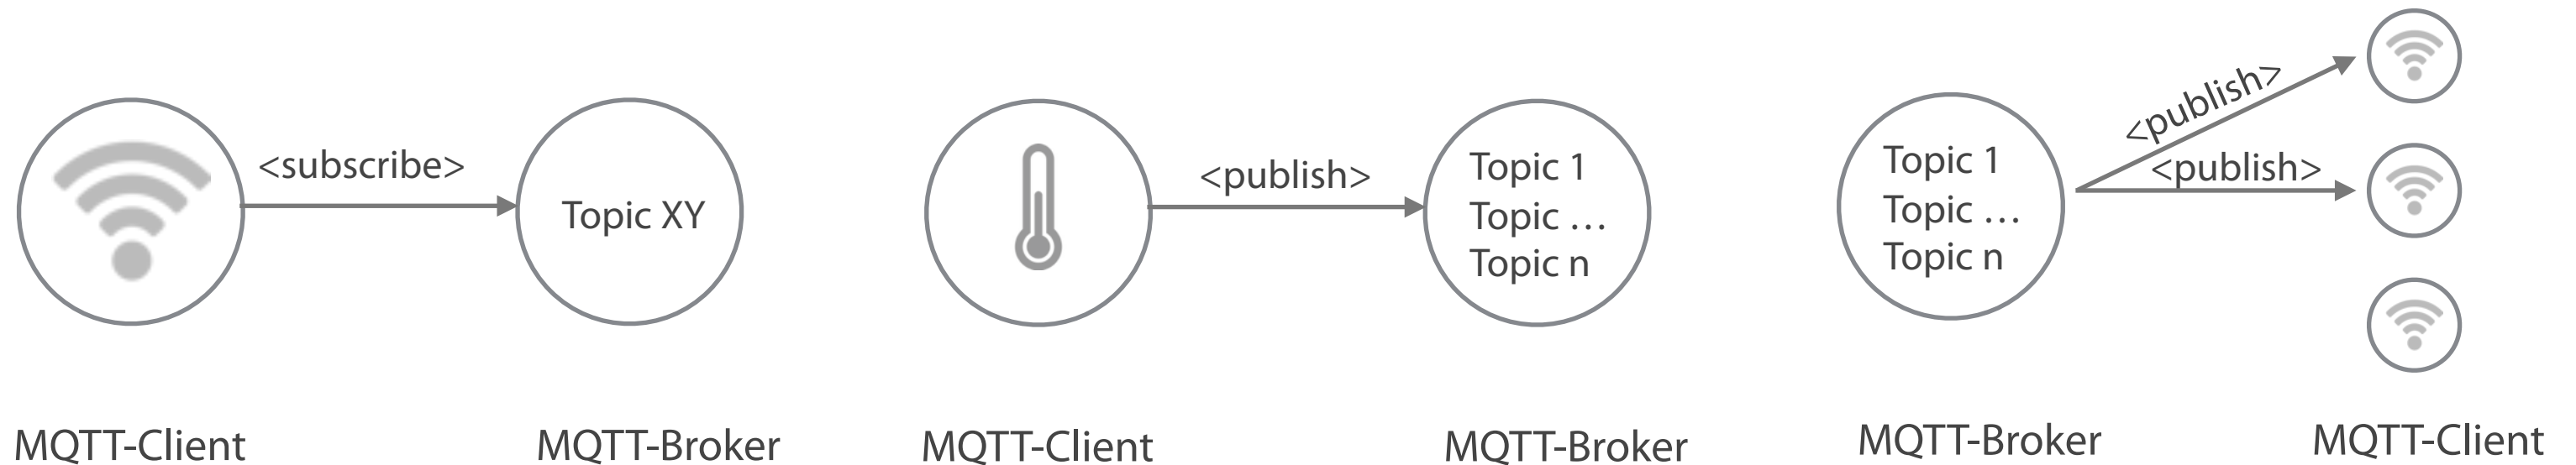 <subscribe>
Topic XY
MQTT-Client
MQTT-Broker
<publish>
Topic 1
Topic ...
Topic n
MQTT-Client
MQTT-Broker
Topic 1
Topic ...
Topic n
<publish>
<publish>
MQTT-Broker
MQTT-Client